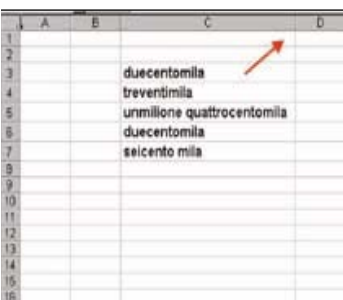 A B C D
1
2
3 duecentomila
4 treventimila
5 unmilione quattrocentomila
6 duecentomila
7 seicento mila
8
9
10
11
12
13
14
15
16